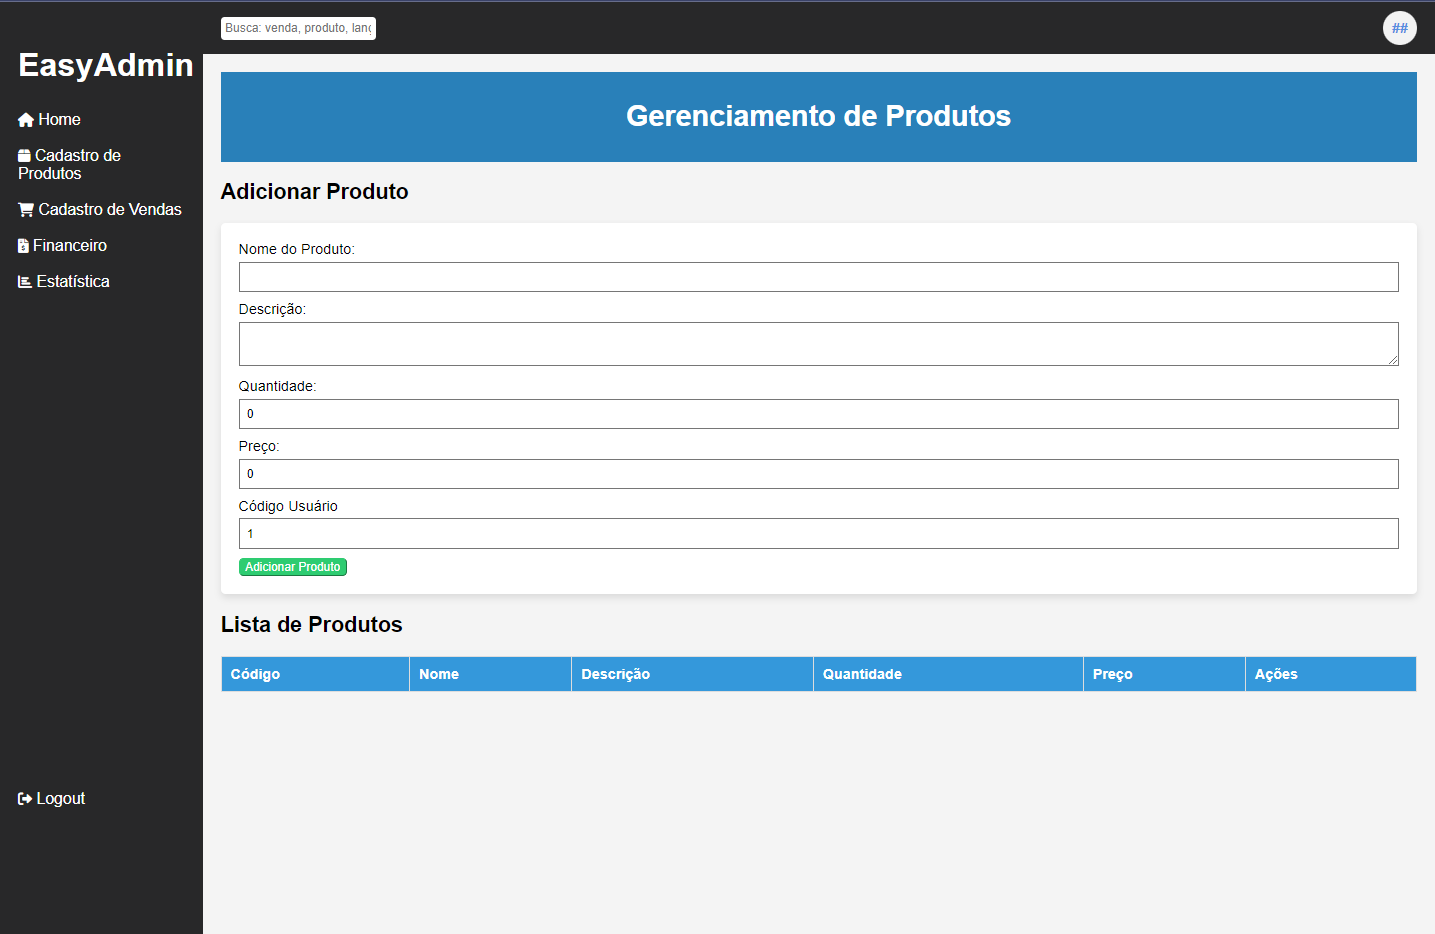 Busca: venda, produto, lanç
##
EasyAdmin
Home
Cadastro de
Produtos
Cadastro de Vendas
Financeiro
Estatística
Logout
Gerenciamento de Produtos
Adicionar Produto
Nome do Produto:
Descrição:
Quantidade:
0
Preço:
0
Código Usuário
1
Adicionar Produto
Lista de Produtos
Código Nome Descrição Quantidade Preço Ações